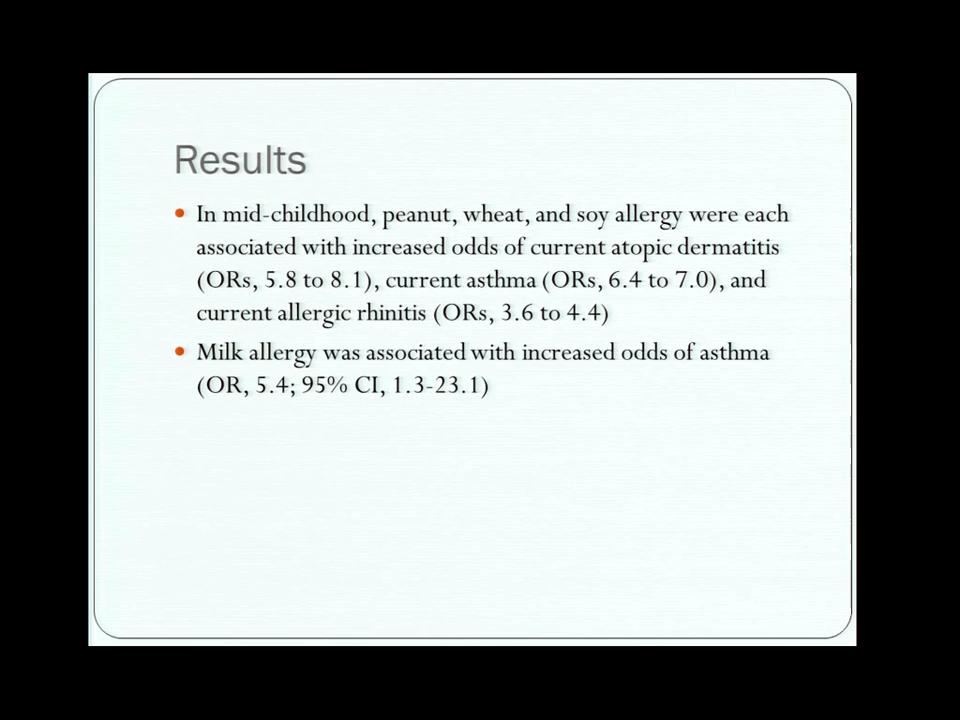 Results
• In mid-childhood, peanut, wheat, and soy allergy were each
associated with increased odds of current atopic dermatitis
(ORs, 5.8 to 8.1), current asthma (ORs, 6.4 to 7.0), and
current allergic rhinitis (ORs, 3.6 to 4.4)
• Milk allergy was associated with increased odds of asthma
(OR, 5.4; 95% CI, 1.3-23.1)